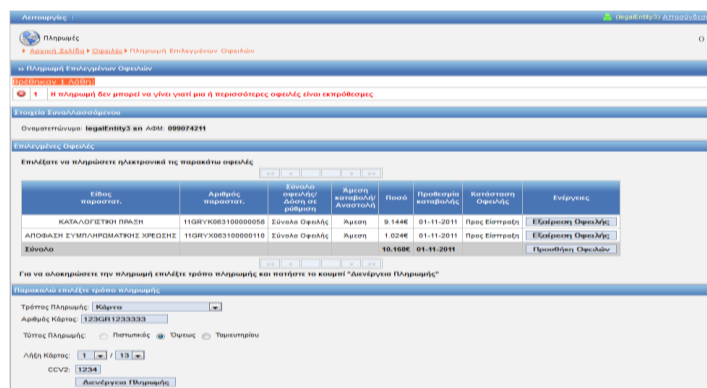 Λειτουργίες
(legalEntity3) Αποσύνδεση
Πληρωμές
Αρχική Σελίδα Οφειλές Πληρωμή Επιλεγμένων Οφειλών
» Πληρωμή Επιλεγμένων Οφειλών
Βρέθηκαν 1 Λάθη:
1 Η πληρωμή δεν μπορεί να γίνει γιατί μια ή περισσότερες οφειλές είναι εκπρόθεσμες
Στοιχεία Συναλλασσόμενου
Ονοματεπώνυμο: legalEntity3 sn ΑΦΜ: 099074211
Επιλεγμένες Οφειλές
Επιλέξατε να πληρώσετε ηλεκτρονικά τις παρακάτω οφειλές
Είδος παραστατ. Αριθμός παραστατ. Σύνολο οφειλής/ Δόση σε ρύθμιση Άμεση καταβολή/ Αναστολή Ποσό Προθεσμία καταβολής Κατάσταση Οφειλής Ενέργειες
ΚΑΤΑΛΟΓΙΣΤΙΚΗ ΠΡΑΞΗ 11GRYK063100000058 Σύνολο Οφειλής Άμεση 9.144€ 01-11-2011 Προς Είσπραξη Εξαίρεση Οφειλής
ΑΠΟΦΑΣΗ ΣΥΜΠΛΗΡΩΜΑΤΙΚΗΣ ΧΡΕΩΣΗΣ 11GRYX063100000110 Σύνολο Οφειλής Άμεση 1.024€ 01-11-2011 Προς Είσπραξη Εξαίρεση Οφειλής
Σύνολο 10.168€ 01-11-2011 Προσθήκη Οφειλών
Για να ολοκηρώσετε την πληρωμή επιλέξτε τρόπο πληρωμής και πατήστε το κουμπί "Διενέργεια Πληρωμής"
Παρακαλώ επιλέξτε τρόπο πληρωμής
Τρόπος Πληρωμής: Κάρτα
Αριθμός Κάρτας: 123GR1233333
Τύπος Πληρωμής: Πιστωτικός Όψεως Ταμιευτηρίου
Λήξη Κάρτας: 1 / 13
CCV2: 1234
Διενέργεια Πληρωμής